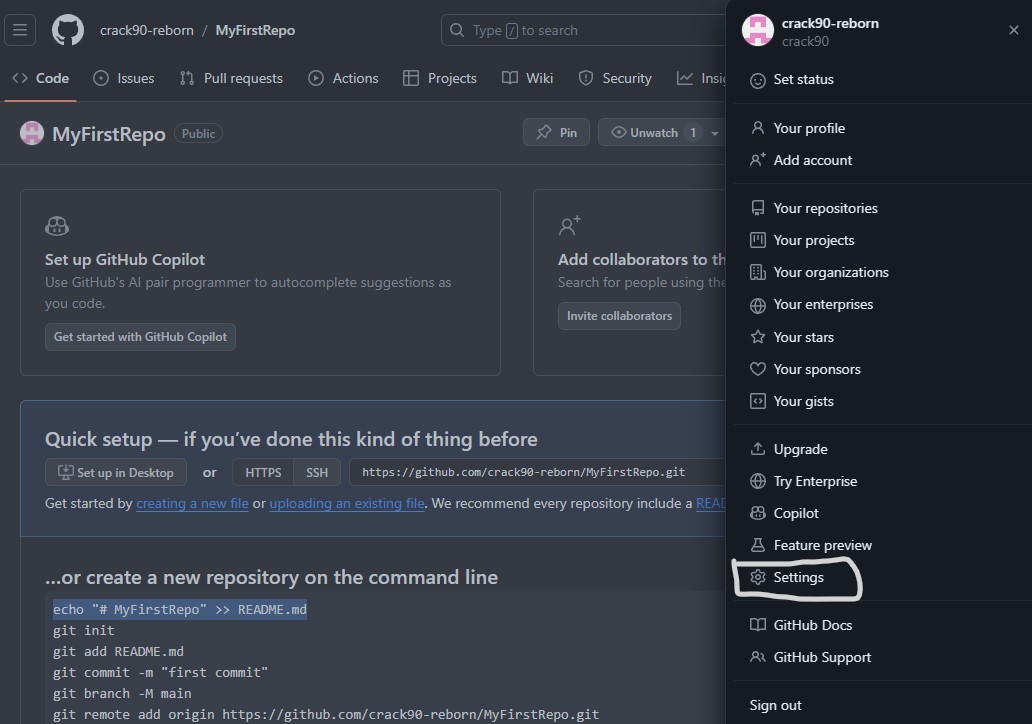 crack90-reborn / MyFirstRepo
Type / to search
Code Issues Pull requests Actions Projects Wiki Security
MyFirstRepo Public
Pin Unwatch 1
Set up GitHub Copilot
Use GitHub's AI pair programmer to autocomplete suggestions as
you code.
Get started with GitHub Copilot
Add collaborators to
Search for people using
Invite collaborators
Quick setup — if you've done this kind of thing before
Set up in Desktop or HTTPS SSH https://github.com/crack90-reborn/MyFirstRepo.git
Get started by creating a new file or uploading an existing file. We recommend every repository include a
...or create a new repository on the command line
echo "# MyFirstRepo" >> README.md
git init
git add README.md
git commit -m "first commit"
git branch -M main
git remote add origin https://github.com/crack90-reborn/MyFirstRepo.git
crack90-reborn
crack90
Set status
Your profile
Add account
Your repositories
Your projects
Your organizations
Your enterprises
Your stars
Your sponsors
Your gists
Upgrade
Try Enterprise
Copilot
Feature preview
Settings
GitHub Docs
GitHub Support
Sign out